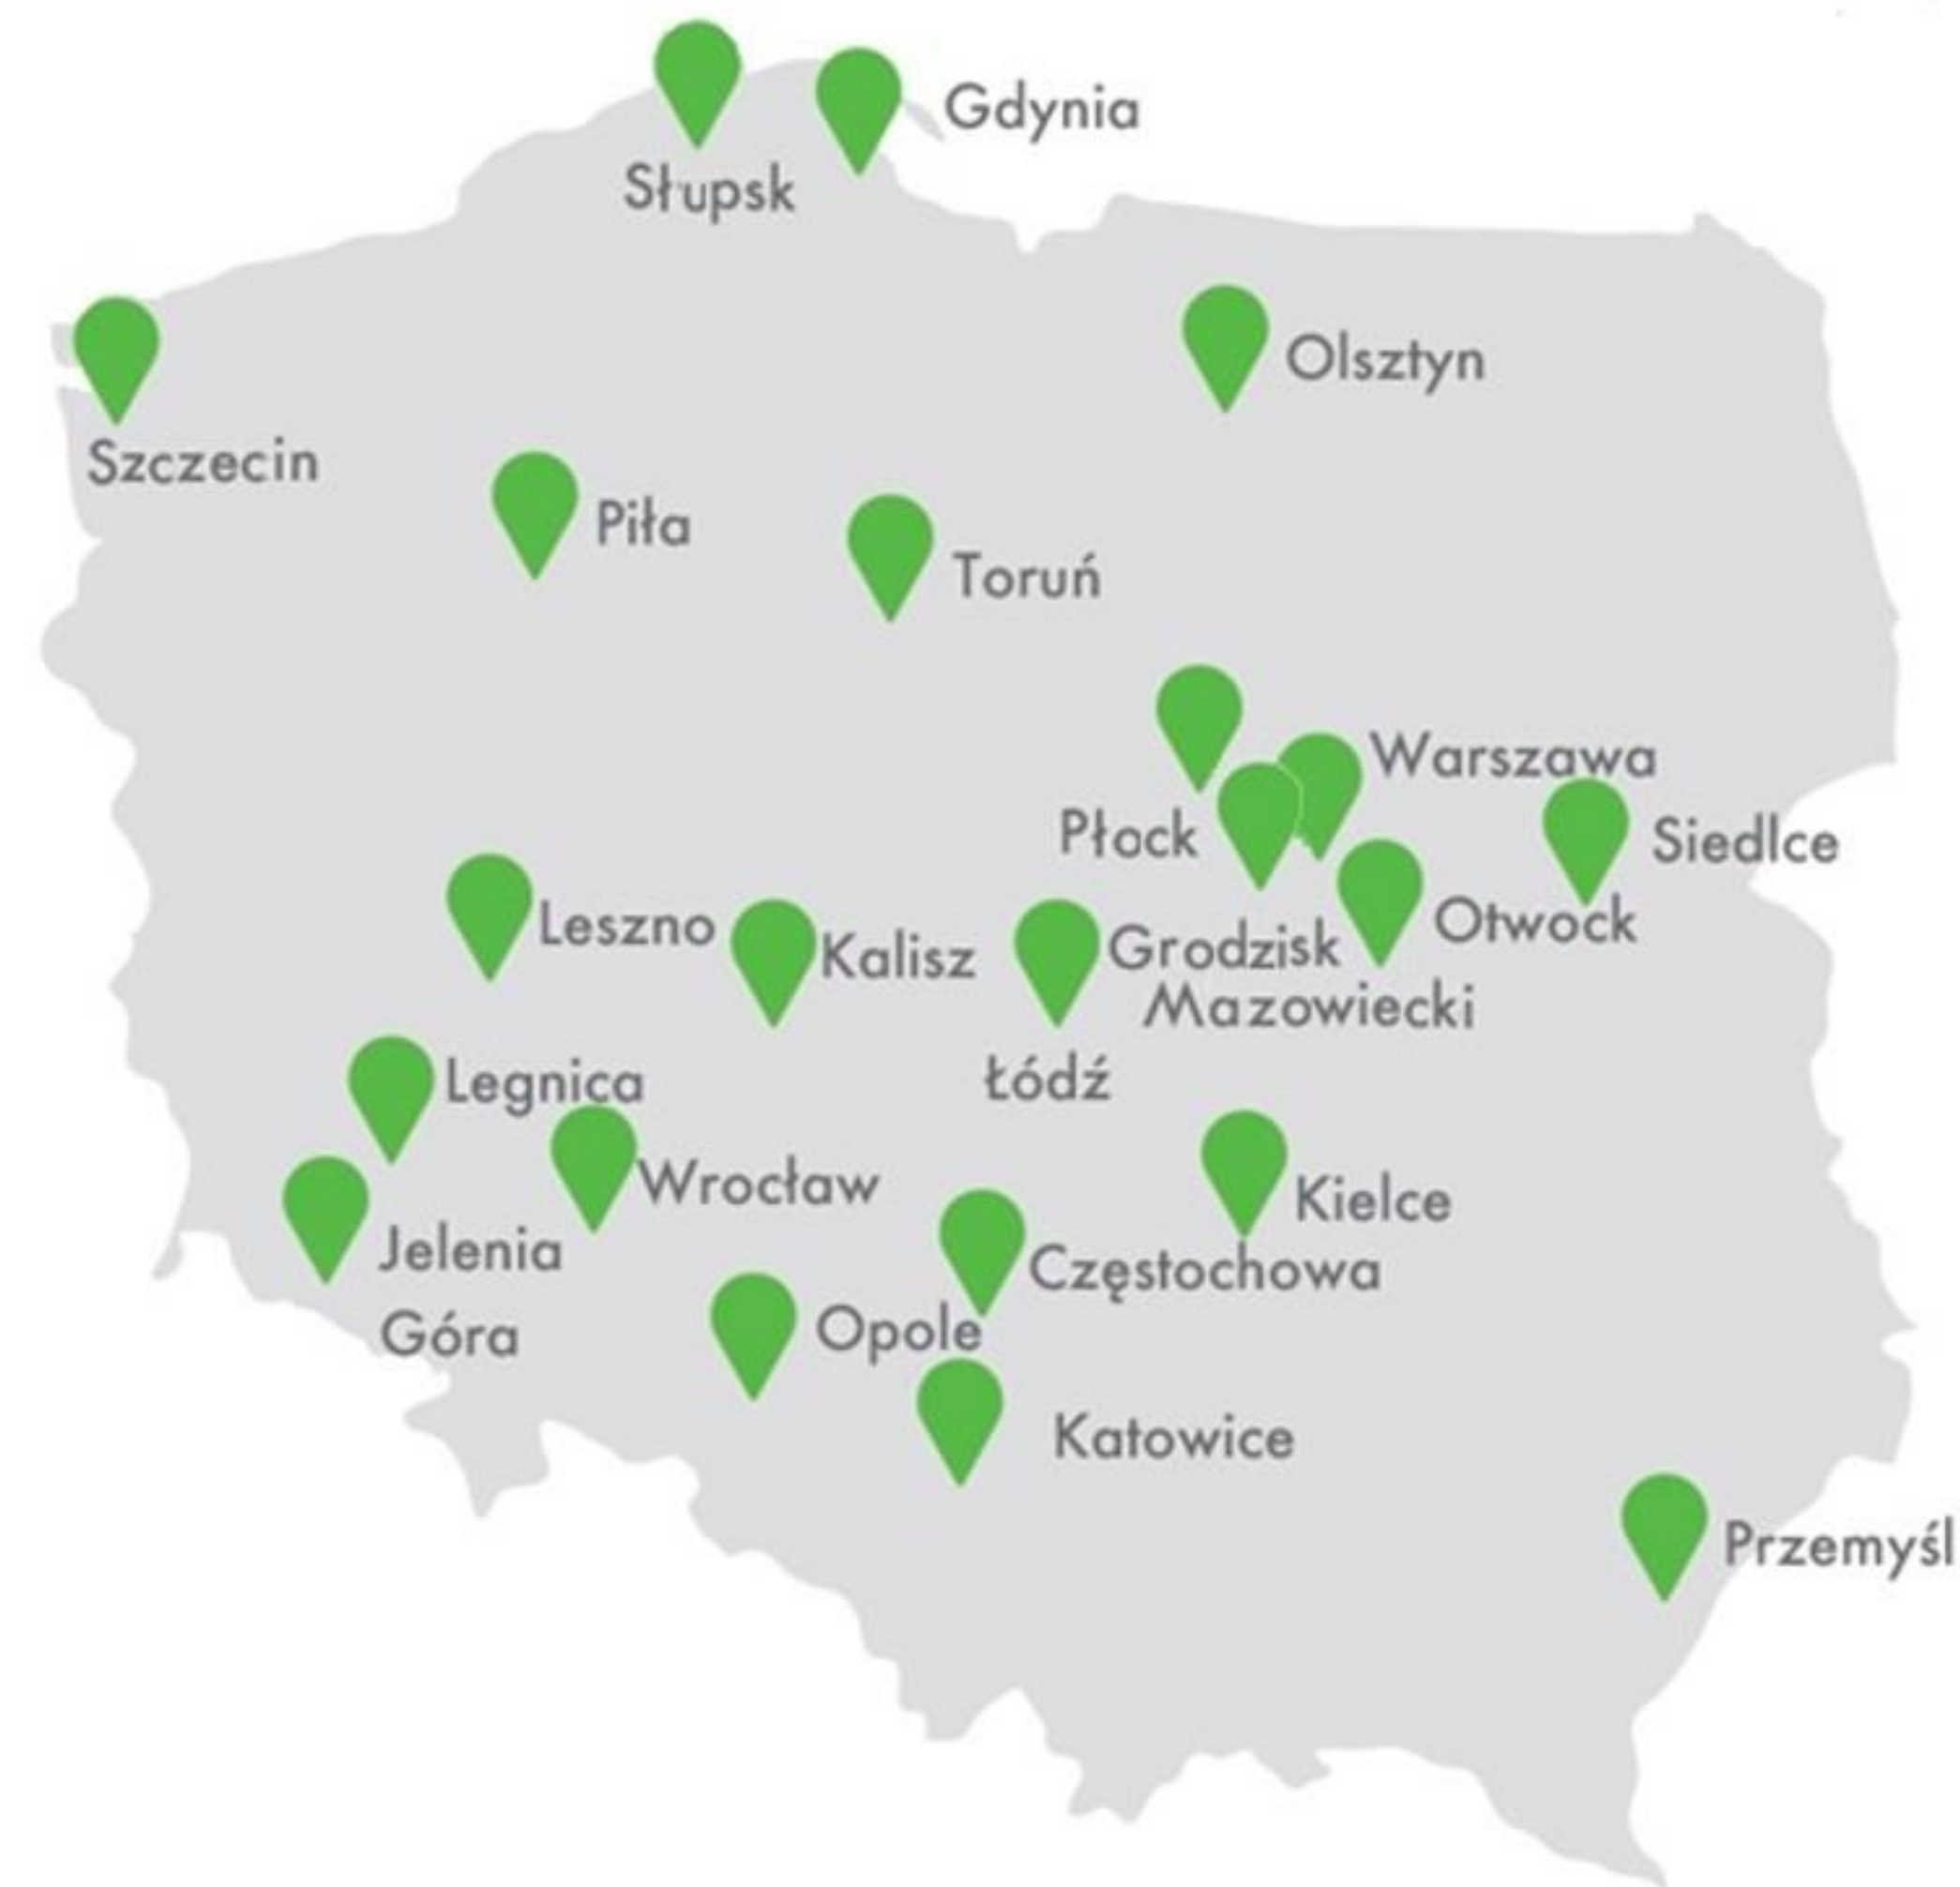 Gdynia
Słupsk
Olsztyn
Szczecin
Piła
Toruń
Warszawa
Płock
Siedlce
Otwock
Leszno
Kalisz
Grodzisk
Mazowiecki
Łódź
Legnica
Wrocław
Kielce
Jelenia
Góra
Częstochowa
Opole
Katowice
Przemyśl